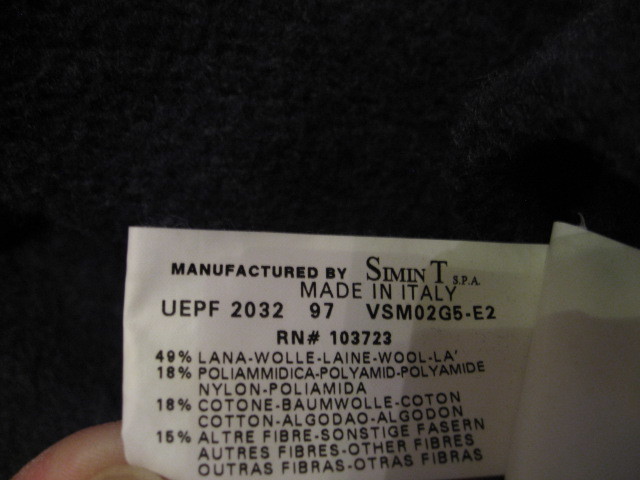 MANUFACTURED BY SIMINT S.P.A.
MADE IN ITALY
UEPF 2032 97 VSM02G5-E2
RN# 103723
49% LANA-WOLLE-LAINE-WOOL-LA'
18% POLIAMMIDICA-POLYAMID-POLYAMIDE
NYLON-POLIAMIDA
18% COTONE-BAUMWOLLE-COTON
COTTON-ALGODAO-ALGODON
15% ALTRE FIBRE-SONSTIGE FASERN
AUTRES FIBRES-OTHER FIBRES
OUTRAS FIBRAS-OTRAS FIBRAS